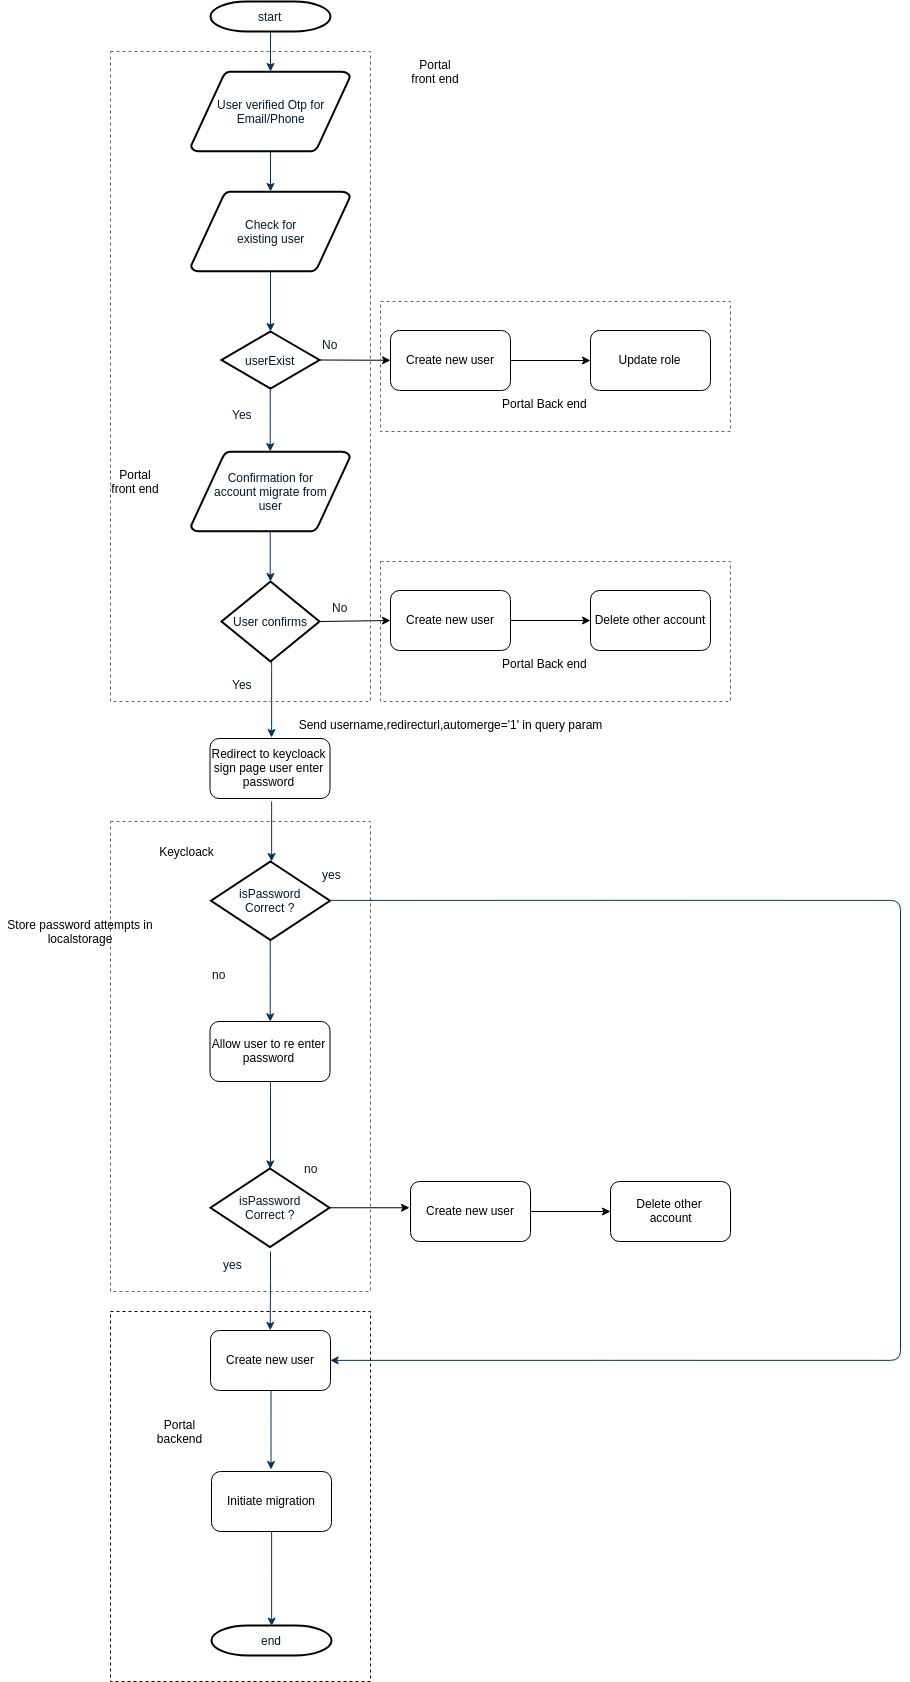 start
Portal
front end
User verified Otp for
Email/Phone
Check for
existing user
userExist
No
Create new user
Update role
Portal Back end
Yes
Portal
front end
Confirmation for
account migrate from
user
User confirms
No
Create new user
Delete other account
Portal Back end
Yes
Send username,redirecturl,automerge='1' in query param
Redirect to keycloack
sign page user enter
password
Keycloack
isPassword
Correct ?
yes
Store password attempts in
localstorage
no
Allow user to re enter
password
isPassword
Correct ?
no
Create new user
Delete other
account
yes
Create new user
Portal
backend
Initiate migration
end